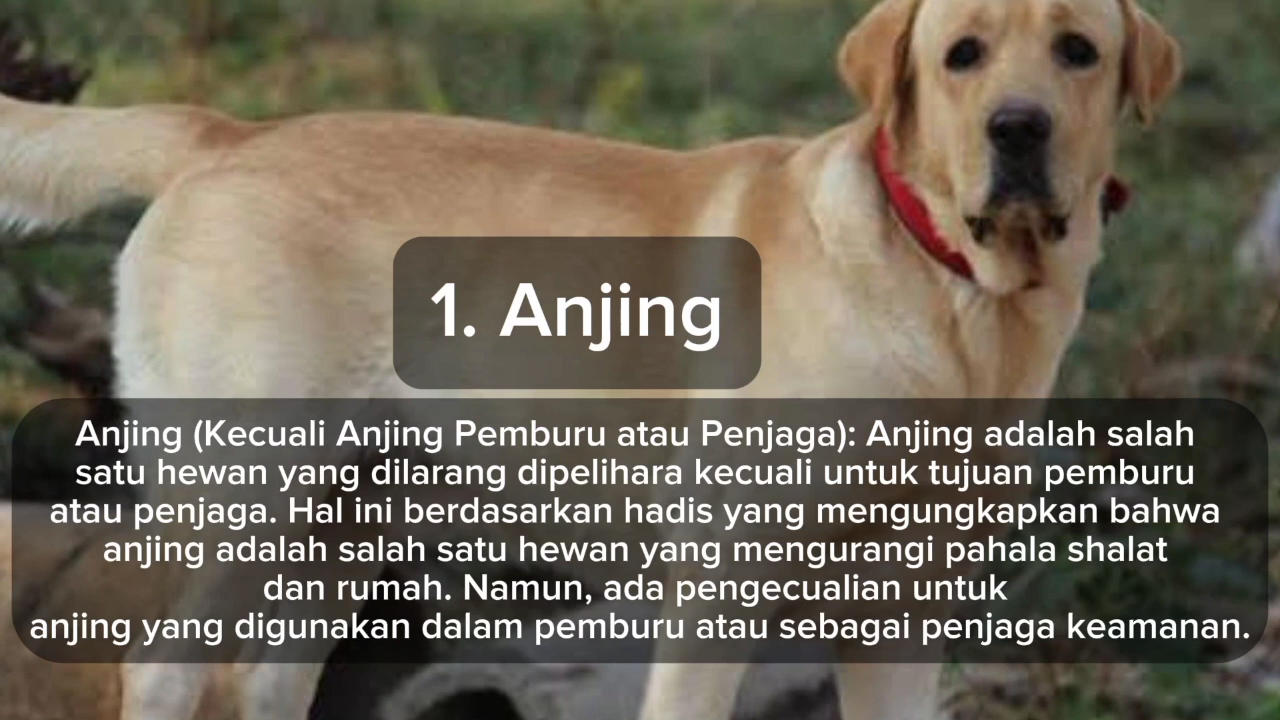 1. Anjing
Anjing (Kecuali Anjing Pemburu atau Penjaga): Anjing adalah salah
satu hewan yang dilarang dipelihara kecuali untuk tujuan pemburu
atau penjaga. Hal ini berdasarkan hadis yang mengungkapkan bahwa
anjing adalah salah satu hewan yang mengurangi pahala shalat
dan rumah. Namun, ada pengecualian untuk
anjing yang digunakan dalam pemburu atau sebagai penjaga keamanan.